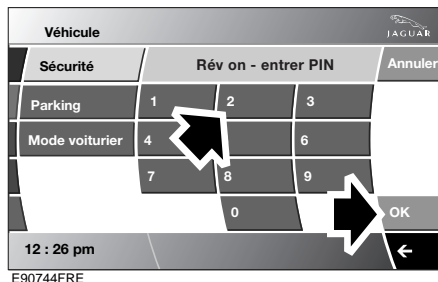 Véhicule
JAGUAR
Sécurité Rév on - entrer PIN Annuler
Parking 1 2 3
Mode voiturier 4 6
7 8 9
0 OK
12 : 26 pm
E90744FRE